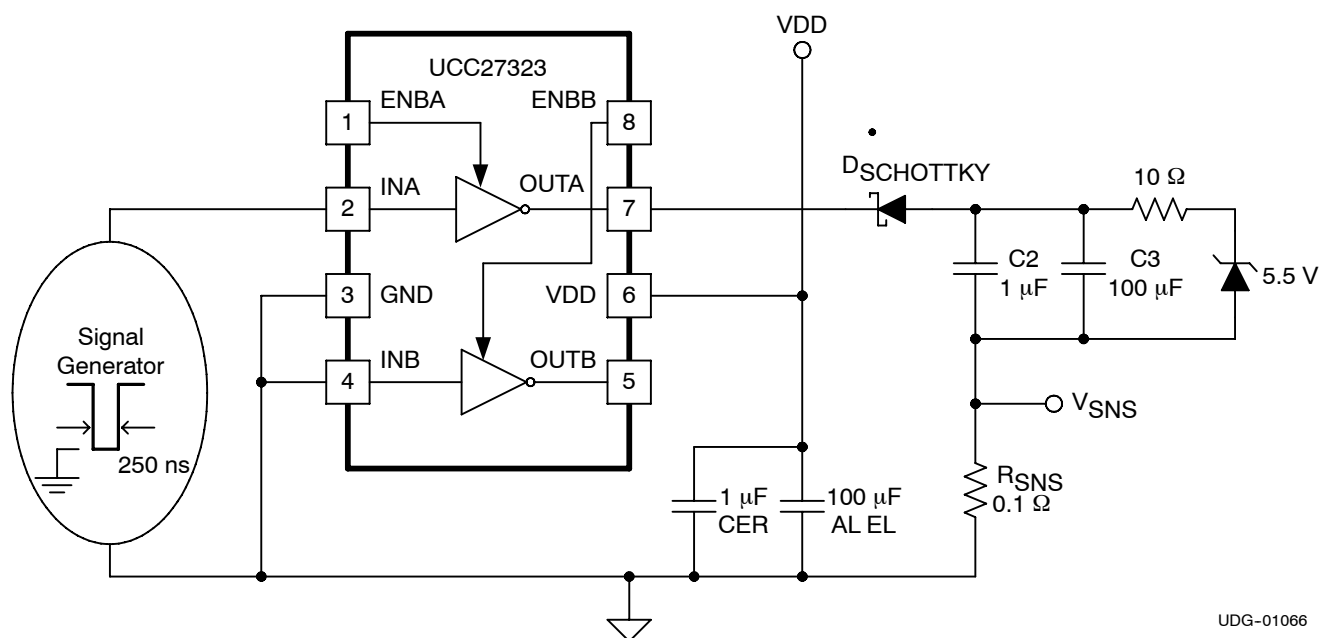 VDD
UCC27323
ENBA
ENBB
1
8
DSCHOTTKY
INA
OUTA
10 Ω
2
7
C2
1 μF
C3
100 μF
5.5 V
3
GND
VDD
6
Signal
Generator
INB
OUTB
4
5
VSNS
250 ns
1 μF
CER
100 μF
AL EL
RSNS
0.1 Ω
UDG-01066